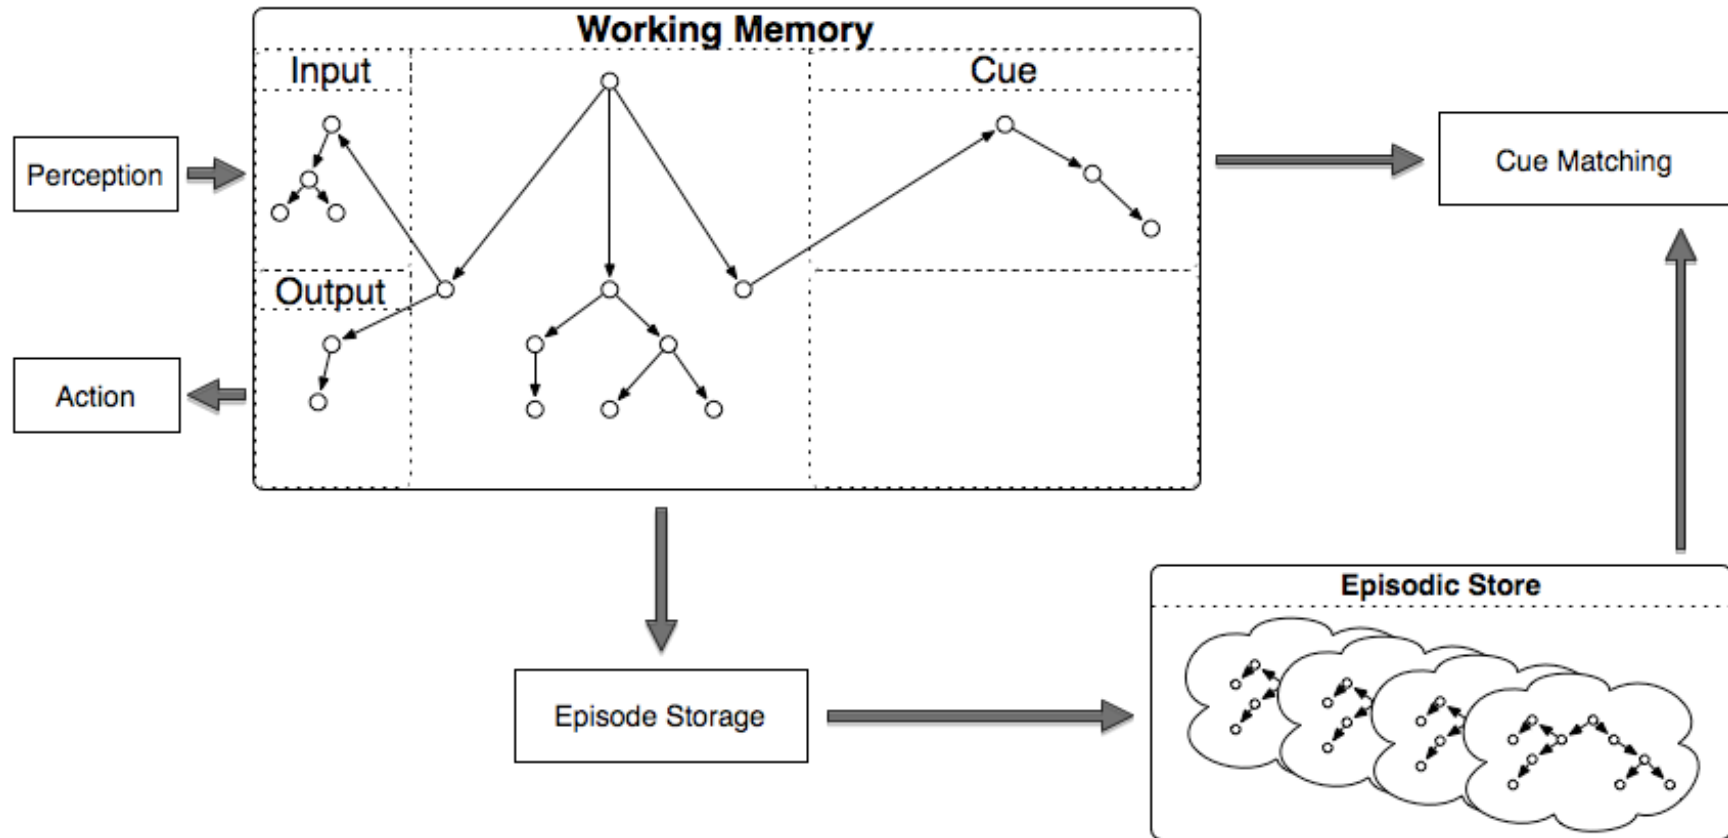 Working Memory
Input
Cue
Perception
Cue Matching
Output
Action
Episodic Store
Episode Storage